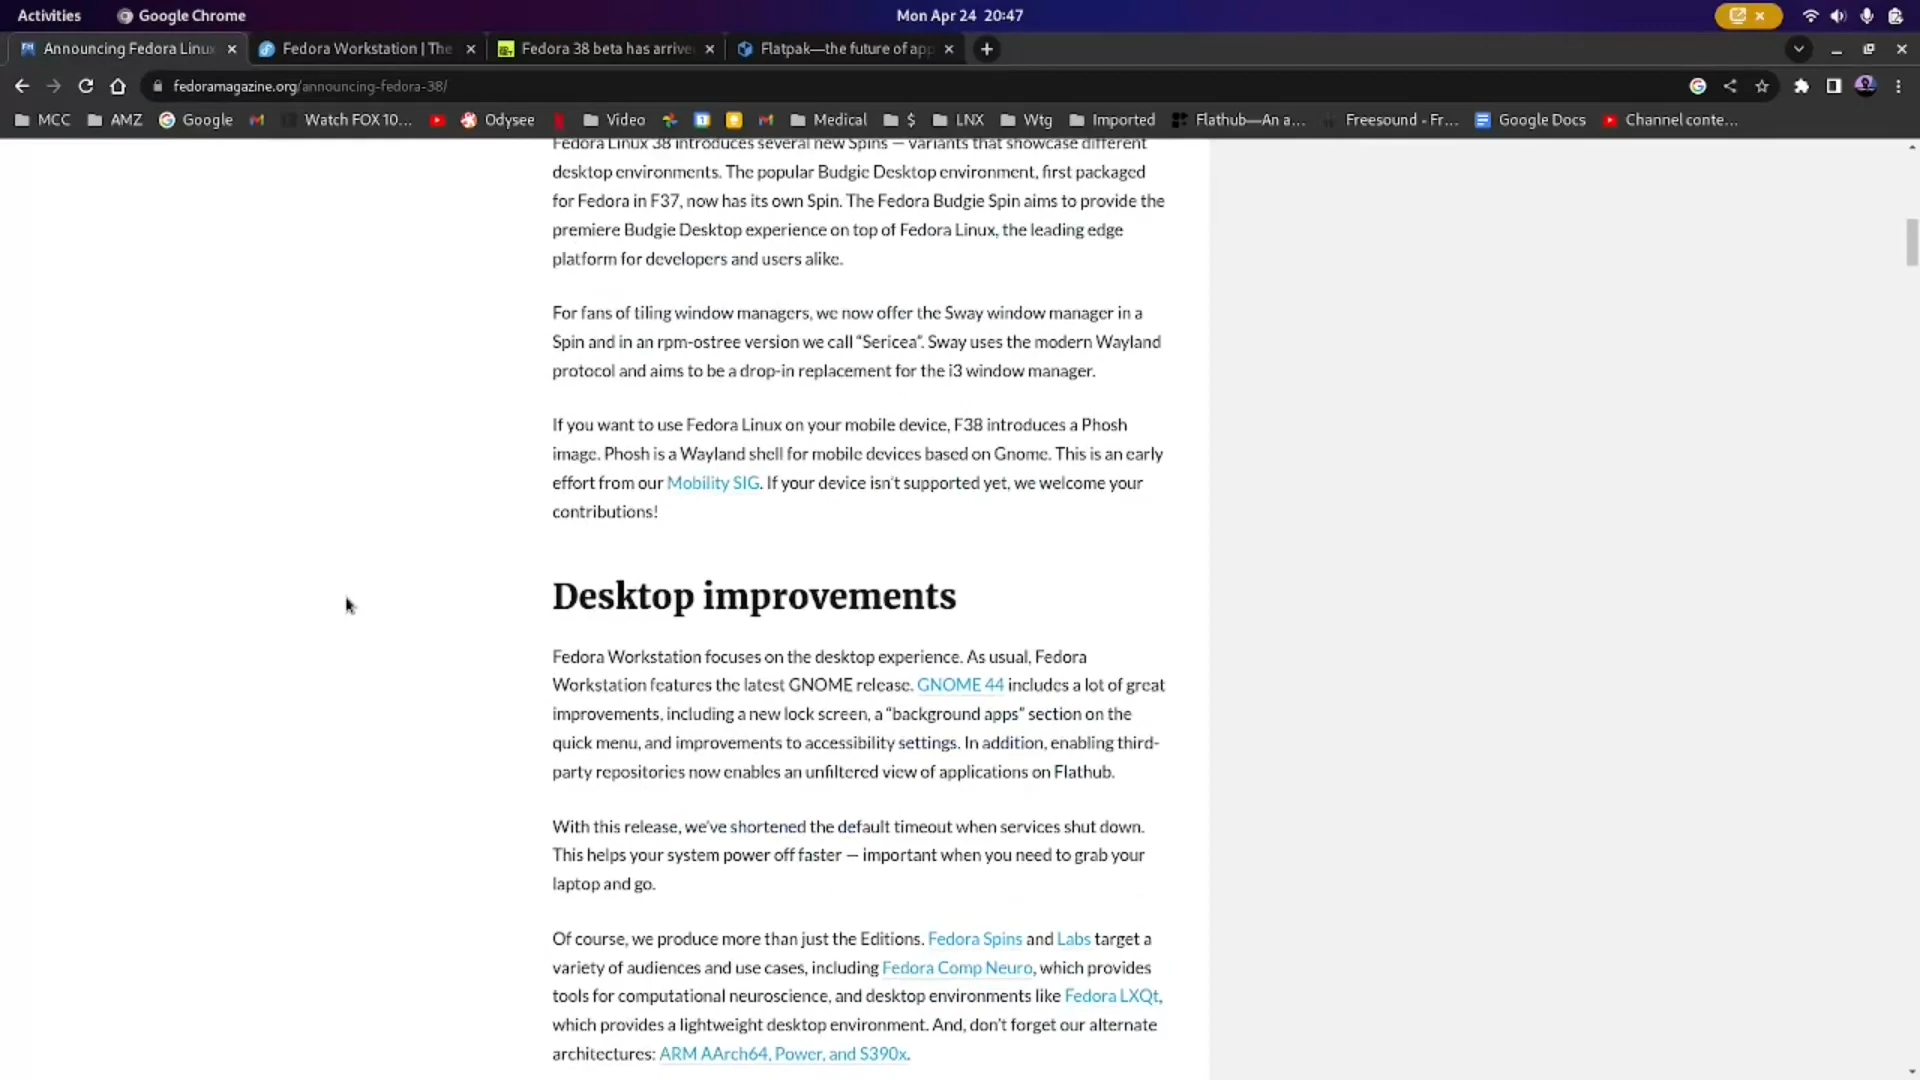 Activities
Google Chrome
Mon Apr 24 20:47
Announcing Fedora Linux
Fedora Workstation | The
Fedora 38 beta has arrive
Flatpak—the future of app
fedoramagazine.org/announcing-fedora-38/
MCC
AMZ
Google
Watch FOX 10...
Odysee
Video
Medical
$
LNX
Wtg
Imported
Flathub—An a...
Freesound - Fr...
Google Docs
Channel conte...
Fedora Linux 38 introduces several new Spins — variants that showcase different
desktop environments. The popular Budgie Desktop environment, first packaged
for Fedora in F37, now has its own Spin. The Fedora Budgie Spin aims to provide the
premiere Budgie Desktop experience on top of Fedora Linux, the leading edge
platform for developers and users alike.
For fans of tiling window managers, we now offer the Sway window manager in a
Spin and in an rpm-ostree version we call “Sericea”. Sway uses the modern Wayland
protocol and aims to be a drop-in replacement for the i3 window manager.
If you want to use Fedora Linux on your mobile device, F38 introduces a Phosh
image. Phosh is a Wayland shell for mobile devices based on Gnome. This is an early
effort from our Mobility SIG. If your device isn’t supported yet, we welcome your
contributions!
Desktop improvements
Fedora Workstation focuses on the desktop experience. As usual, Fedora
Workstation features the latest GNOME release. GNOME 44 includes a lot of great
improvements, including a new lock screen, a “background apps” section on the
quick menu, and improvements to accessibility settings. In addition, enabling third-
party repositories now enables an unfiltered view of applications on Flathub.
With this release, we’ve shortened the default timeout when services shut down.
This helps your system power off faster — important when you need to grab your
laptop and go.
Of course, we produce more than just the Editions. Fedora Spins and Labs target a
variety of audiences and use cases, including Fedora Comp Neuro, which provides
tools for computational neuroscience, and desktop environments like Fedora LXQt,
which provides a lightweight desktop environment. And, don’t forget our alternate
architectures: ARM AArch64, Power, and S390x.